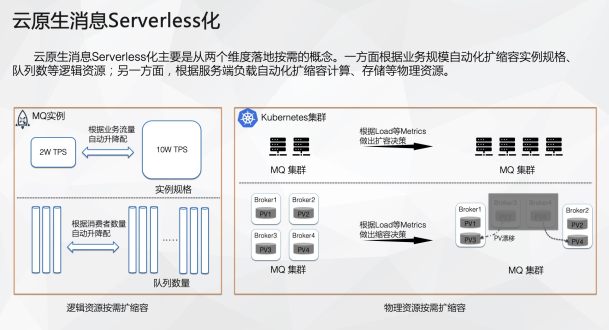 云原生消息Serverless化
云原生消息Serverless化主要是从两个维度落地按需的概念。一方面根据业务规模自动化扩缩容实例规格、
队列数等逻辑资源；另一方面，根据服务端负载自动化扩缩容计算、存储等物理资源。
MQ实例
2W TPS
根据业务流量
自动升降配
10W TPS
实例规格
根据消费者数量
自动升降配
......
队列数量
逻辑资源按需扩缩容
Kubernetes集群
MQ 集群
根据Load等Metrics
做出扩容决策
MQ 集群
Broker1
PV1
Broker2
PV2
Broker3
PV3
Broker4
PV4
MQ 集群
根据Load等Metrics
做出缩容决策
Broker1
PV1
PV3
Broker3
PV3
Broker4
PV4
Broker2
PV2
PV4
PV漂移
MQ 集群
物理资源按需扩缩容